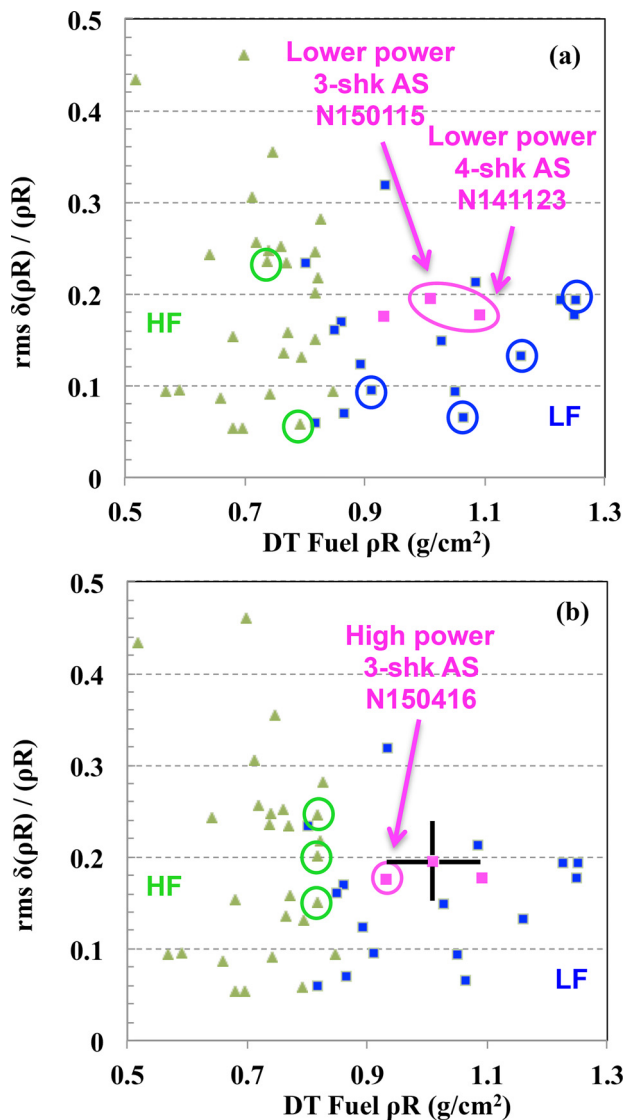 0.5
(a)
Lower power
3-shk AS
N150115
0.4
Lower power
4-shk AS
N141123
rms δ(ρR) / (ρR)
0.3
0.2
HF
0.1
LF
0
0.5 0.7 0.9 1.1 1.3
DT Fuel ρR (g/cm²)
0.5
(b)
High power
3-shk AS
N150416
0.4
rms δ(ρR) / (ρR)
0.3
0.2
HF
0.1
LF
0
0.5 0.7 0.9 1.1 1.3
DT Fuel ρR (g/cm²)